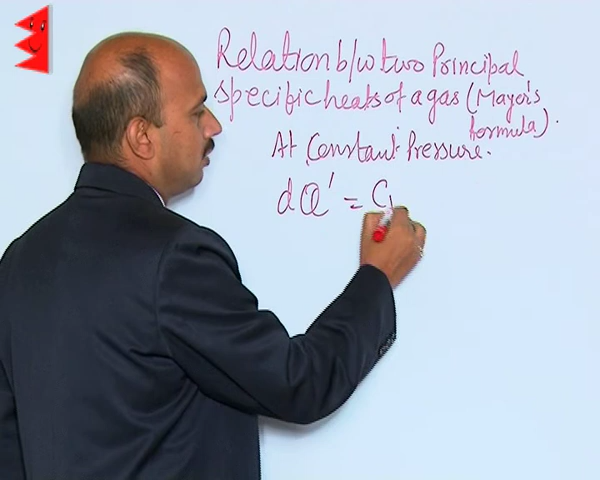 Relation b/w two Principal
specific heats of a gas (Mayor's
formula).
At Constant Pressure.
dQ' = C